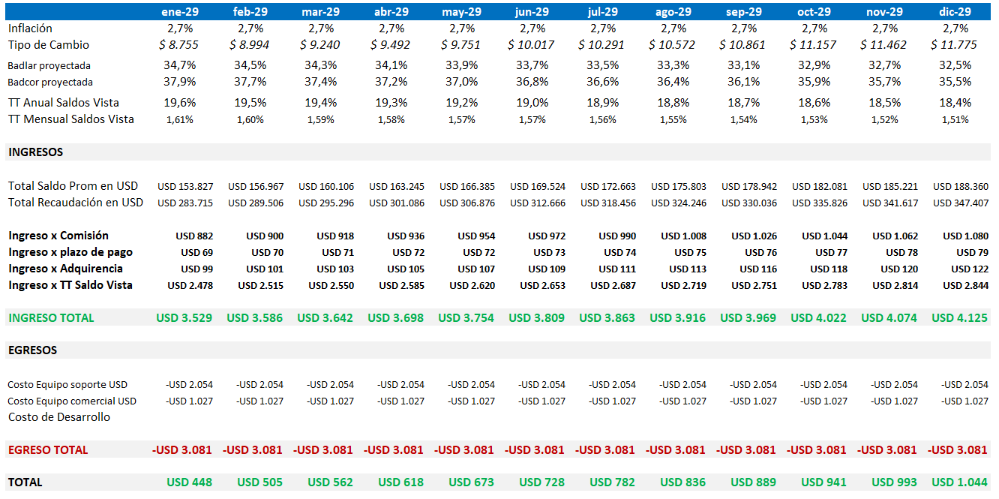 ene-29 feb-29 mar-29 abr-29 may-29 jun-29 jul-29 ago-29 sep-29 oct-29 nov-29 dic-29
Inflación 2,7% 2,7% 2,7% 2,7% 2,7% 2,7% 2,7% 2,7% 2,7% 2,7% 2,7% 2,7%
Tipo de Cambio $ 8.755 $ 8.994 $ 9.240 $ 9.492 $ 9.751 $ 10.017 $ 10.291 $ 10.572 $ 10.861 $ 11.157 $ 11.462 $ 11.775
Badlar proyectada 34,7% 34,5% 34,3% 34,1% 33,9% 33,7% 33,5% 33,3% 33,1% 32,9% 32,7% 32,5%
Badcor proyectada 37,9% 37,7% 37,4% 37,2% 37,0% 36,8% 36,6% 36,4% 36,1% 35,9% 35,7% 35,5%
TT Anual Saldos Vista 19,6% 19,5% 19,4% 19,3% 19,2% 19,0% 18,9% 18,8% 18,7% 18,6% 18,5% 18,4%
TT Mensual Saldos Vista 1,61% 1,60% 1,59% 1,58% 1,57% 1,57% 1,56% 1,55% 1,54% 1,53% 1,52% 1,51%
INGRESOS
Total Saldo Prom en USD USD 153.827 USD 156.967 USD 160.106 USD 163.245 USD 166.385 USD 169.524 USD 172.663 USD 175.803 USD 178.942 USD 182.081 USD 185.221 USD 188.360
Total Recaudación en USD USD 283.715 USD 289.506 USD 295.296 USD 301.086 USD 306.876 USD 312.666 USD 318.456 USD 324.246 USD 330.036 USD 335.826 USD 341.617 USD 347.407
Ingreso x Comisión USD 882 USD 900 USD 918 USD 936 USD 954 USD 972 USD 990 USD 1.008 USD 1.026 USD 1.044 USD 1.062 USD 1.080
Ingreso x plazo de pago USD 69 USD 70 USD 71 USD 72 USD 72 USD 73 USD 74 USD 75 USD 76 USD 77 USD 78 USD 79
Ingreso x Adquirencia USD 99 USD 101 USD 103 USD 105 USD 107 USD 109 USD 111 USD 113 USD 116 USD 118 USD 120 USD 122
Ingreso x TT Saldo Vista USD 2.478 USD 2.515 USD 2.550 USD 2.585 USD 2.620 USD 2.653 USD 2.687 USD 2.719 USD 2.751 USD 2.783 USD 2.814 USD 2.844
INGRESO TOTAL USD 3.529 USD 3.586 USD 3.642 USD 3.698 USD 3.754 USD 3.809 USD 3.863 USD 3.916 USD 3.969 USD 4.022 USD 4.074 USD 4.125
EGRESOS
Costo Equipo soporte USD -USD 2.054 -USD 2.054 -USD 2.054 -USD 2.054 -USD 2.054 -USD 2.054 -USD 2.054 -USD 2.054 -USD 2.054 -USD 2.054 -USD 2.054 -USD 2.054
Costo Equipo comercial USD -USD 1.027 -USD 1.027 -USD 1.027 -USD 1.027 -USD 1.027 -USD 1.027 -USD 1.027 -USD 1.027 -USD 1.027 -USD 1.027 -USD 1.027 -USD 1.027
Costo de Desarrollo
EGRESO TOTAL -USD 3.081 -USD 3.081 -USD 3.081 -USD 3.081 -USD 3.081 -USD 3.081 -USD 3.081 -USD 3.081 -USD 3.081 -USD 3.081 -USD 3.081 -USD 3.081
TOTAL USD 448 USD 505 USD 562 USD 618 USD 673 USD 728 USD 782 USD 836 USD 889 USD 941 USD 993 USD 1.044